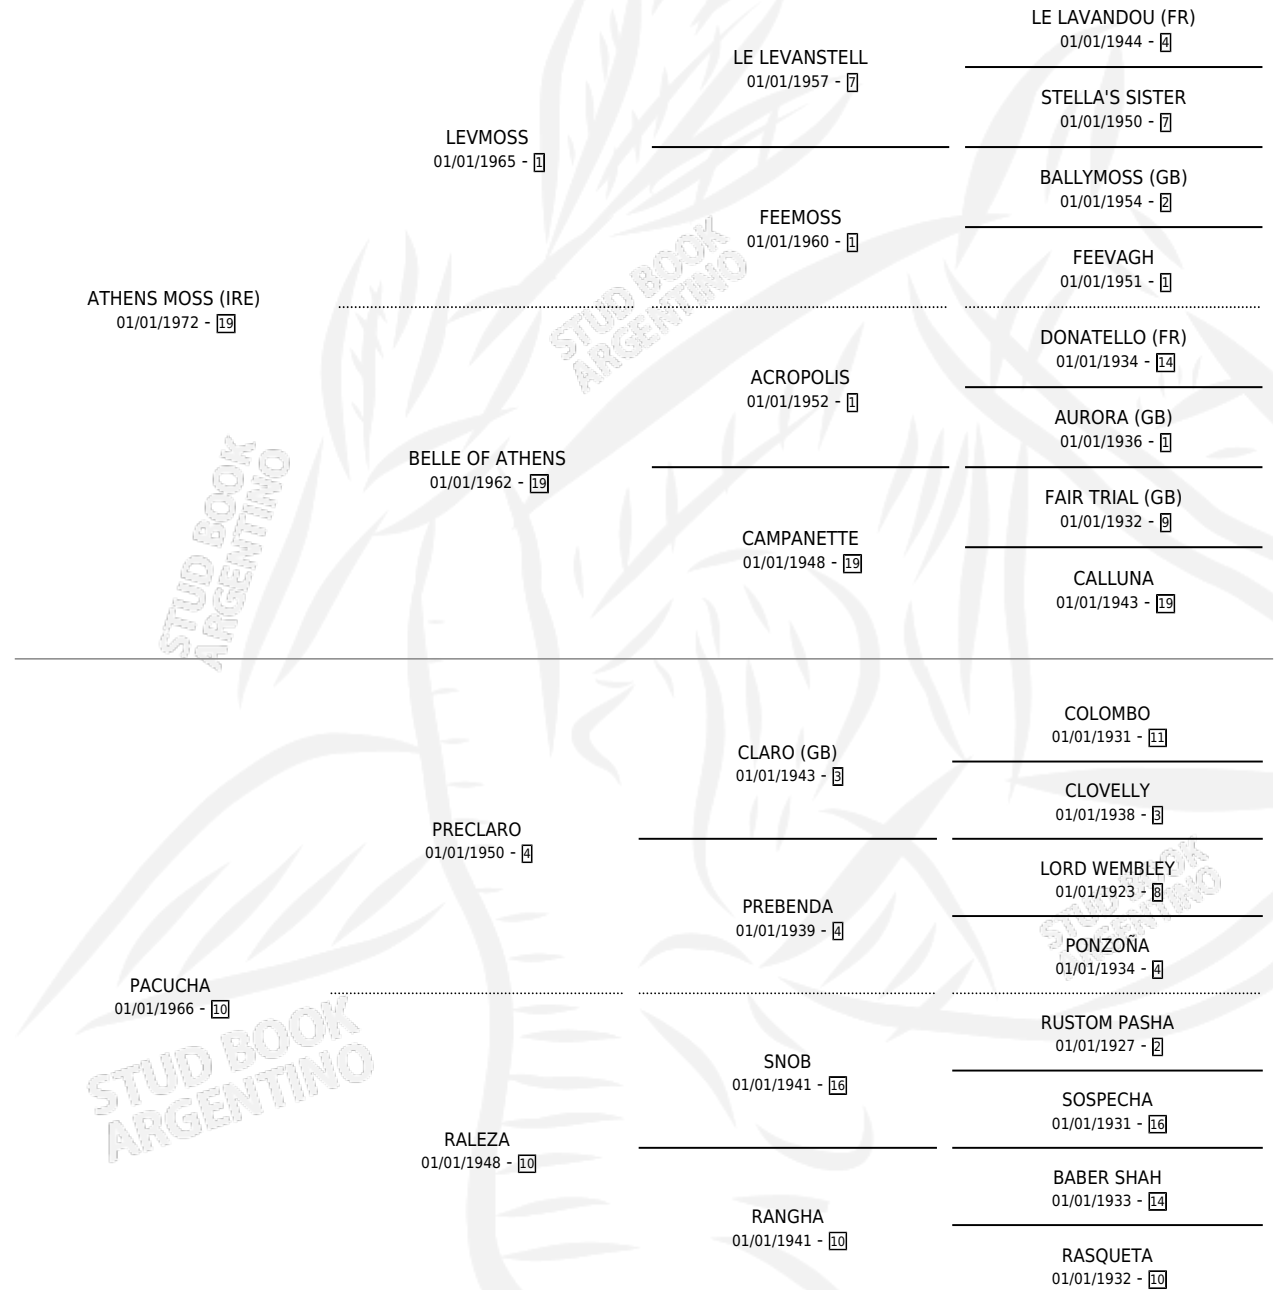 LE LAVANDOU (FR)
01/01/1944 - 4
LE LEVANSTELL
01/01/1957 - 7
STELLA'S SISTER
01/01/1950 - 7
LEVMOSS
01/01/1965 - 1
BALLYMOSS (GB)
01/01/1954 - 2
FEEMOSS
01/01/1960 - 1
FEEVAGH
01/01/1951 - 1
ATHENS MOSS (IRE)
01/01/1972 - 19
DONATELLO (FR)
01/01/1934 - 14
ACROPOLIS
01/01/1952 - 1
AURORA (GB)
01/01/1936 - 1
BELLE OF ATHENS
01/01/1962 - 19
FAIR TRIAL (GB)
01/01/1932 - 9
CAMPANETTE
01/01/1948 - 19
CALLUNA
01/01/1943 - 19
COLOMBO
01/01/1931 - 11
CLARO (GB)
01/01/1943 - 3
CLOVELLY
01/01/1938 - 3
PRECLARO
01/01/1950 - 4
LORD WEMBLEY
01/01/1923 - 8
PREBENDA
01/01/1939 - 4
PONZOÑA
01/01/1934 - 4
PACUCHA
01/01/1966 - 10
RUSTOM PASHA
01/01/1927 - 2
SNOB
01/01/1941 - 16
SOSPECHA
01/01/1931 - 16
RALEZA
01/01/1948 - 10
BABER SHAH
01/01/1933 - 14
RANGHA
01/01/1941 - 10
RASQUETA
01/01/1932 - 10
STUD BOOK
ARGENTINO
STUD BOOK
ARGENTINO
STUD BOOK
ARGENTINO
STUD BOOK
ARGENTINO